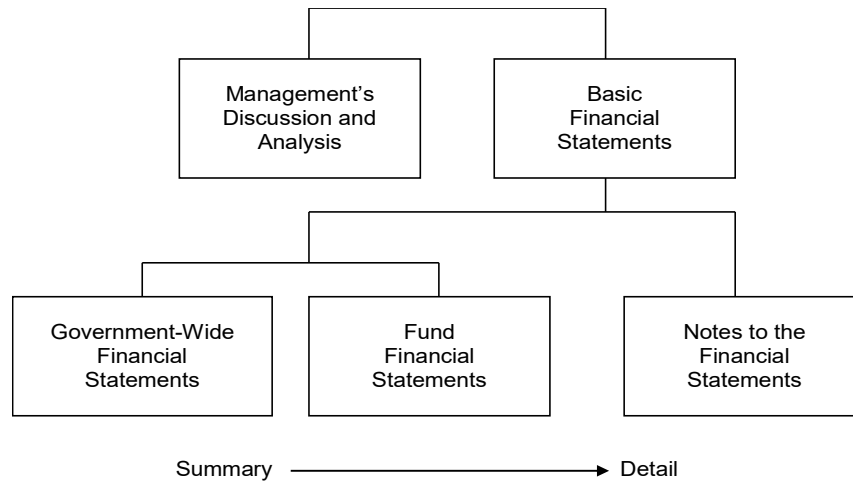 Management’s
Discussion and
Analysis
Basic
Financial
Statements
Government-Wide
Financial
Statements
Fund
Financial
Statements
Notes to the
Financial
Statements
Summary
Detail